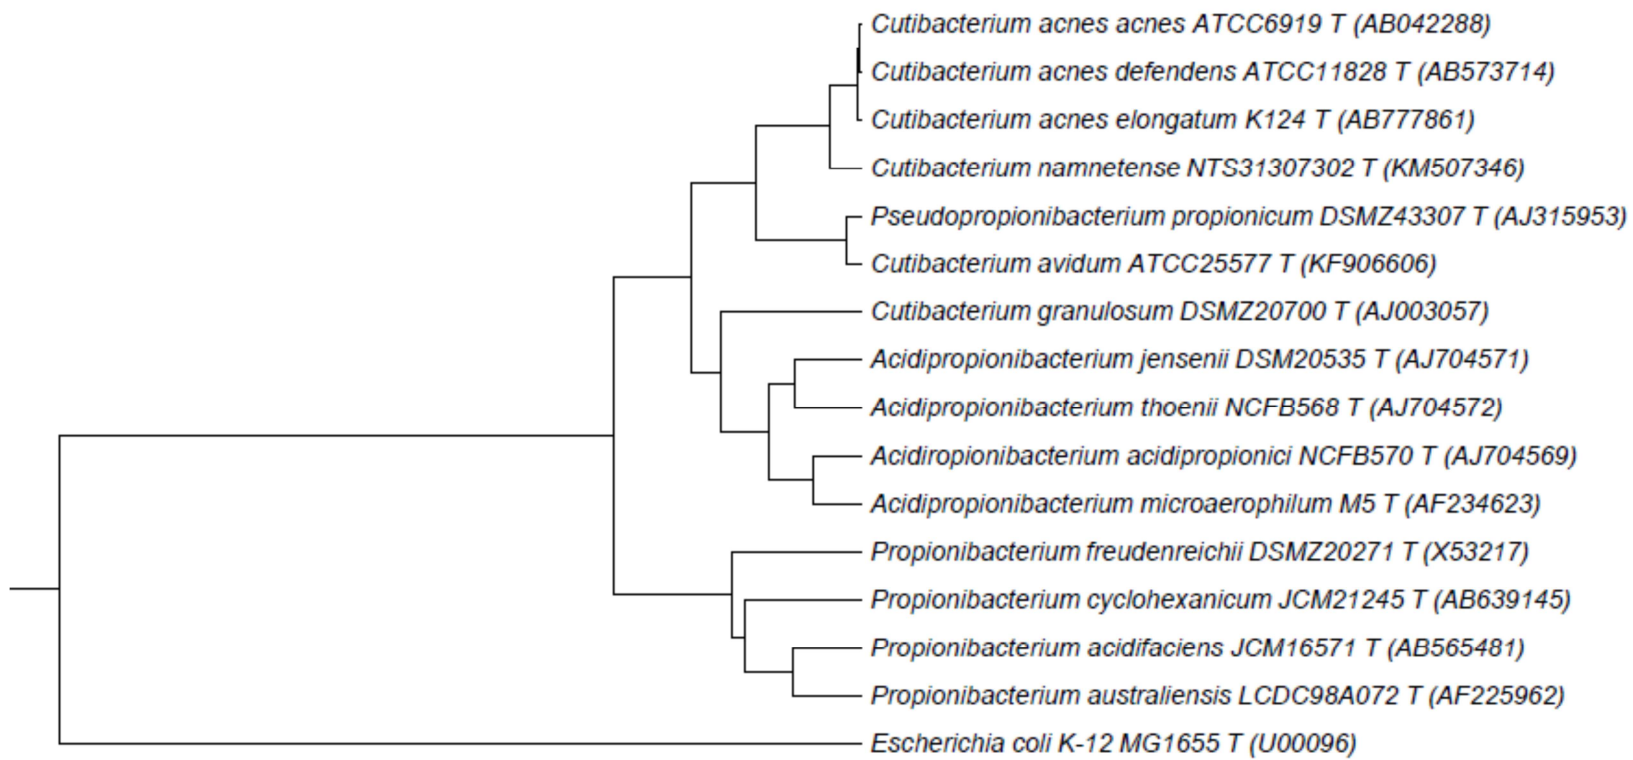 Cutibacterium acnes acnes ATCC6919 T (AB042288)
Cutibacterium acnes defendens ATCC11828 T (AB573714)
Cutibacterium acnes elongatum K124 T (AB777861)
Cutibacterium namnetense NTS31307302 T (KM507346)
Pseudopropionibacterium propionicum DSMZ43307 T (AJ315953)
Cutibacterium avidum ATCC25577 T (KF906606)
Cutibacterium granulosum DSMZ20700 T (AJ003057)
Acidipropionibacterium jensenii DSM20535 T (AJ704571)
Acidipropionibacterium thoenii NCFB568 T (AJ704572)
Acidiropionibacterium acidipropionici NCFB570 T (AJ704569)
Acidipropionibacterium microaerophilum M5 T (AF234623)
Propionibacterium freudenreichii DSMZ20271 T (X53217)
Propionibacterium cyclohexanicum JCM21245 T (AB639145)
Propionibacterium acidifaciens JCM16571 T (AB565481)
Propionibacterium australiensis LCDC98A072 T (AF225962)
Escherichia coli K-12 MG1655 T (U00096)